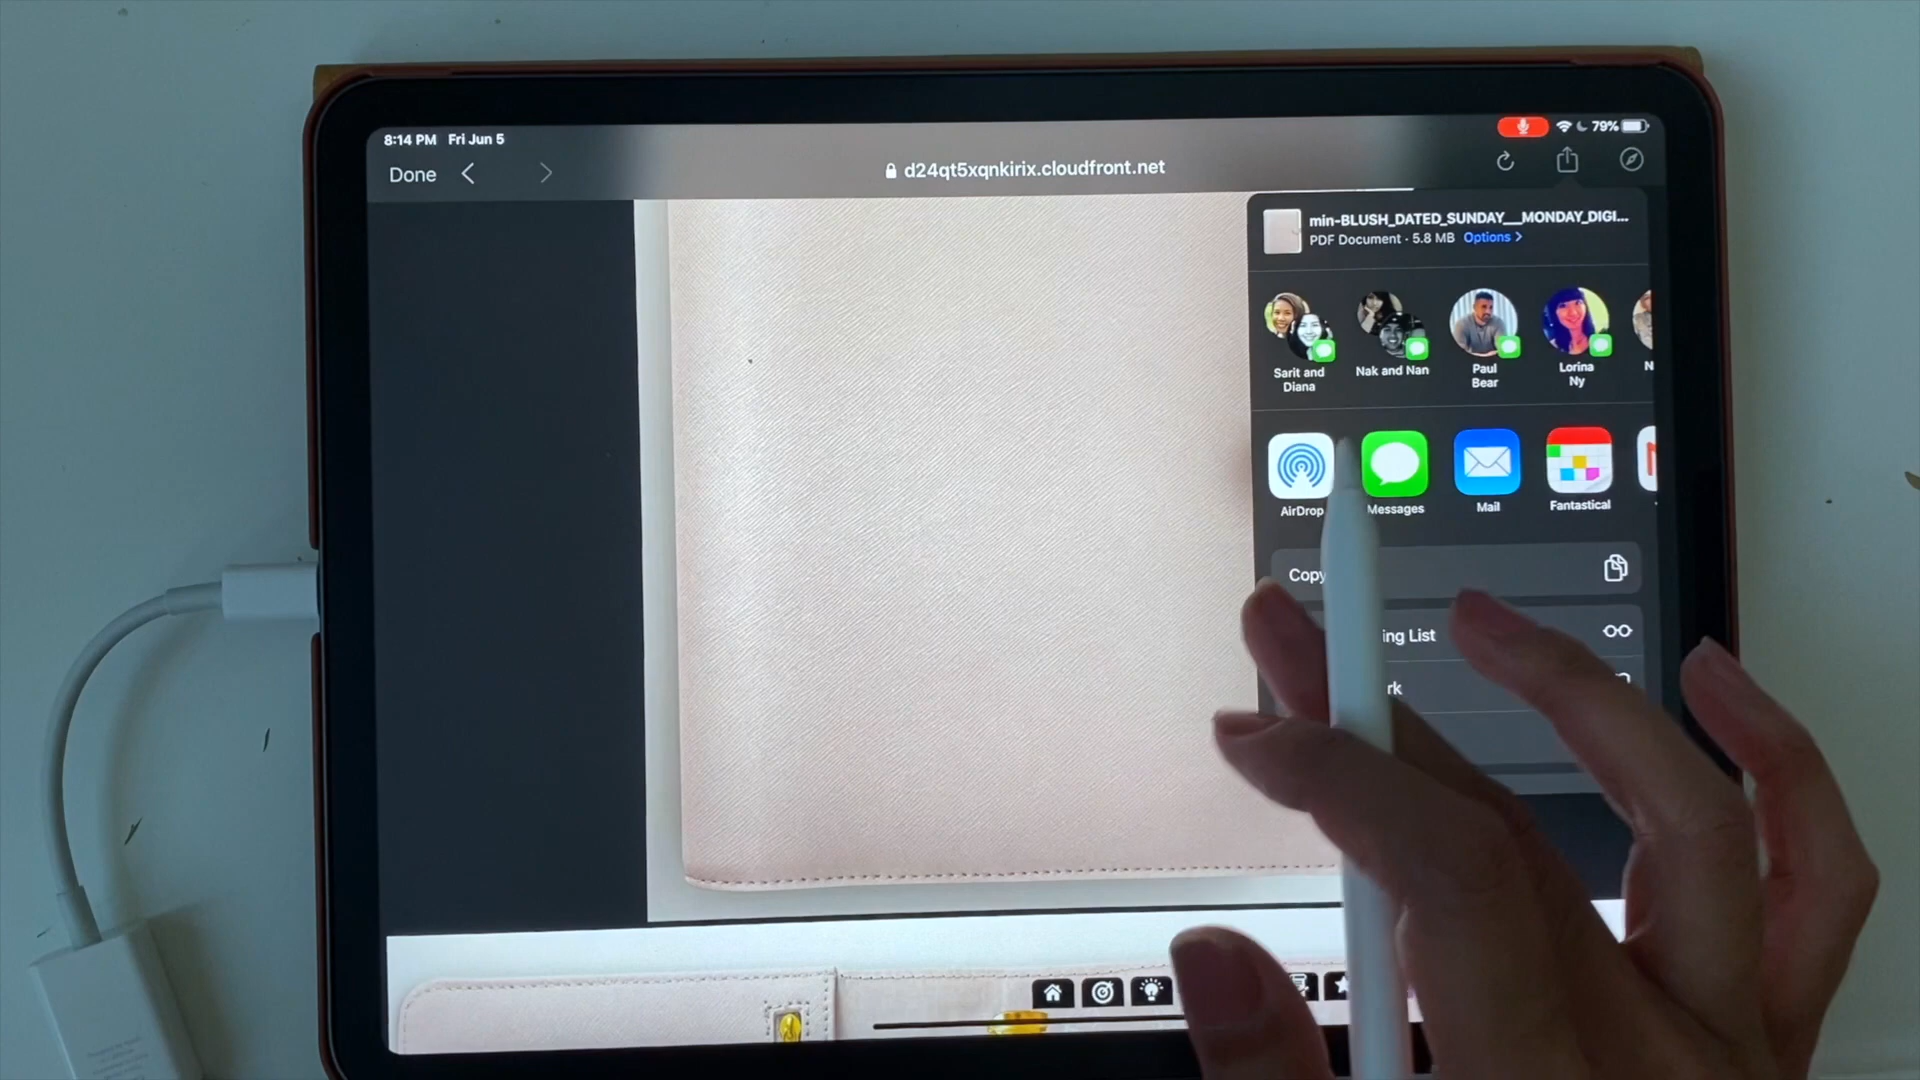 8:14 PM Fri Jun 5
79%
Done
d24qt5xqnkirix.cloudfront.net
min-BLUSH_DATED_SUNDAY__MONDAY_DIGI...
PDF Document · 5.8 MB Options >
Sarit and
Diana
Nak and Nan
Paul
Bear
Lorina
Ny
N
AirDrop
Messages
Mail
Fantastical
Copy
ing List
rk